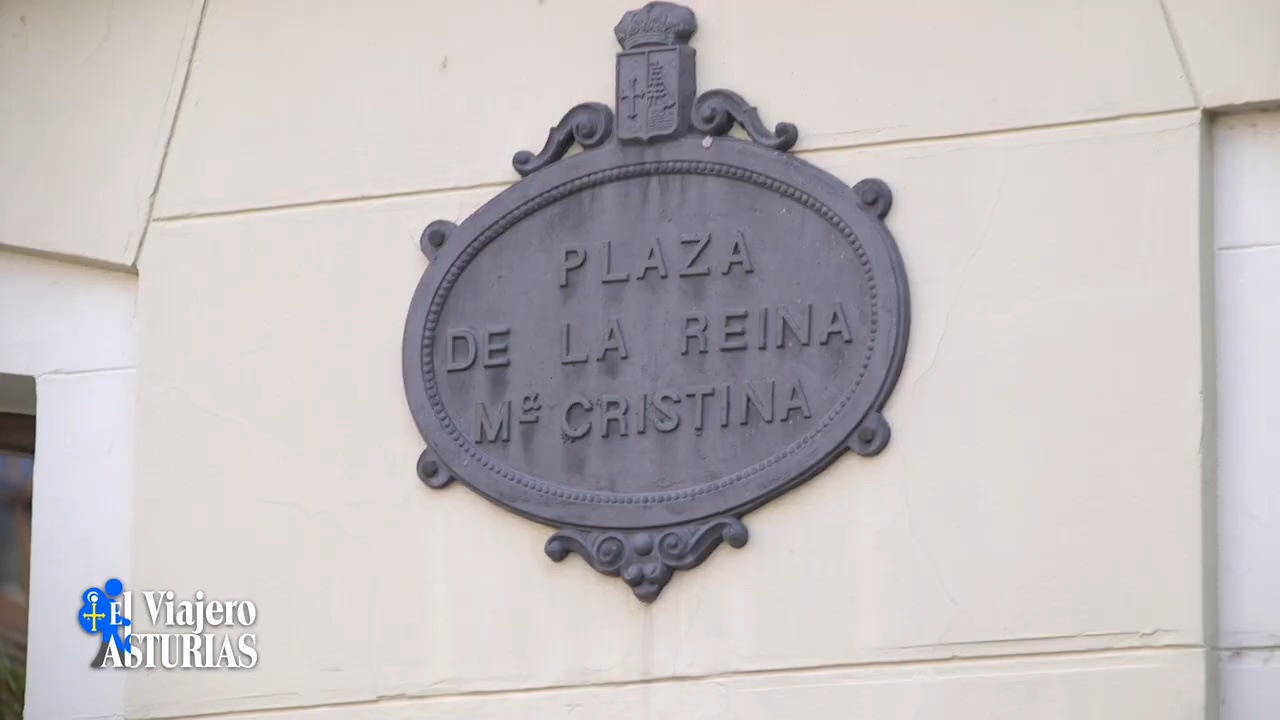 PLAZA
DE LA REINA
Mª CRISTINA
El Viajero
ASTURIAS